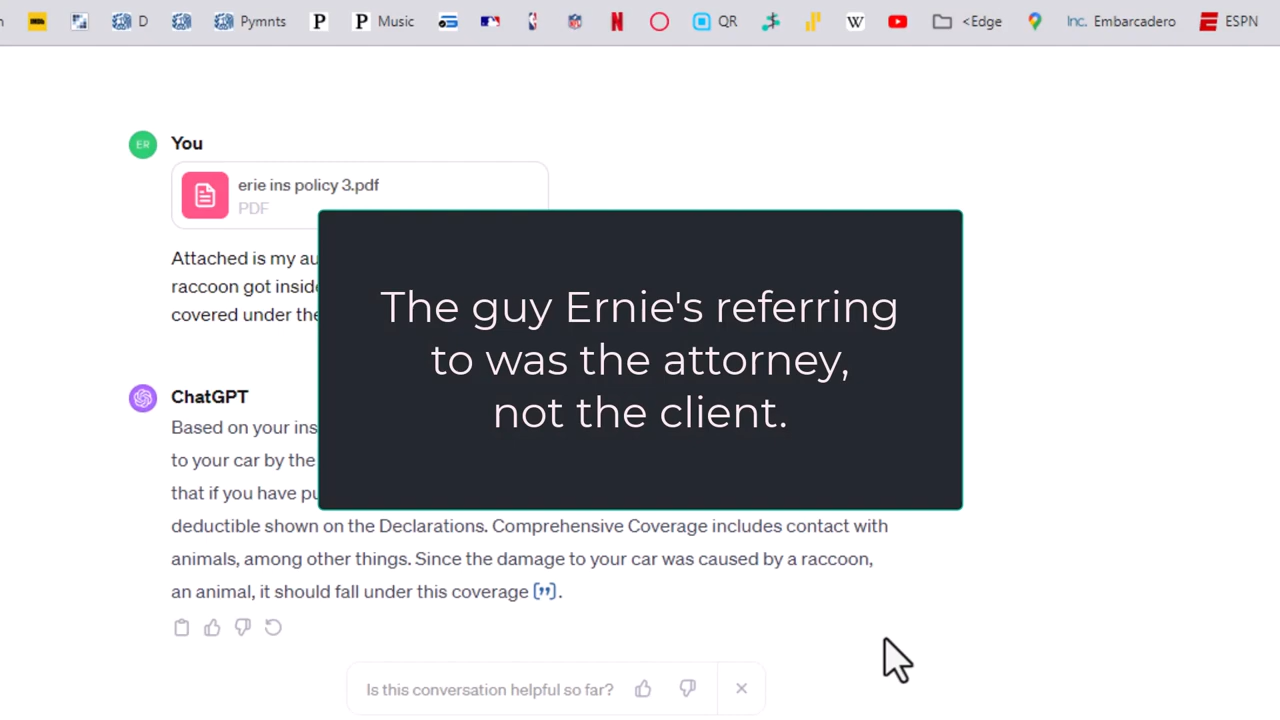 D Pymnts P P Music N QR W <Edge Inc. Embarcadero ESPN
ER You
erie ins policy 3.pdf
PDF
Attached is my au
raccoon got inside
covered under the
The guy Ernie's referring
to was the attorney,
not the client.
ChatGPT
Based on your ins
to your car by the
that if you have pu
deductible shown on the Declarations. Comprehensive Coverage includes contact with
animals, among other things. Since the damage to your car was caused by a raccoon,
an animal, it should fall under this coverage ["].
Is this conversation helpful so far?